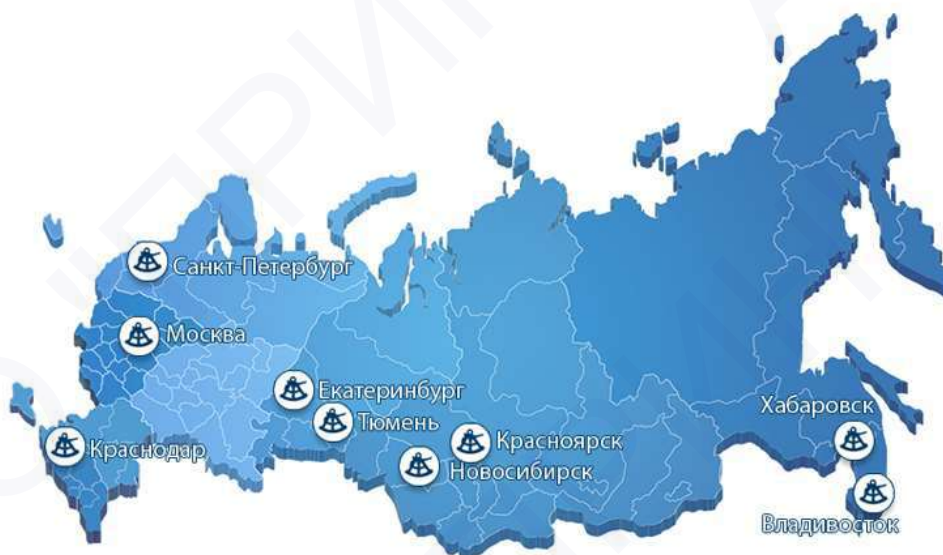 Санкт-Петербург
Москва
Екатеринбург
Тюмень
Хабаровск
Краснодар
Красноярск
Новосибирск
Владивосток